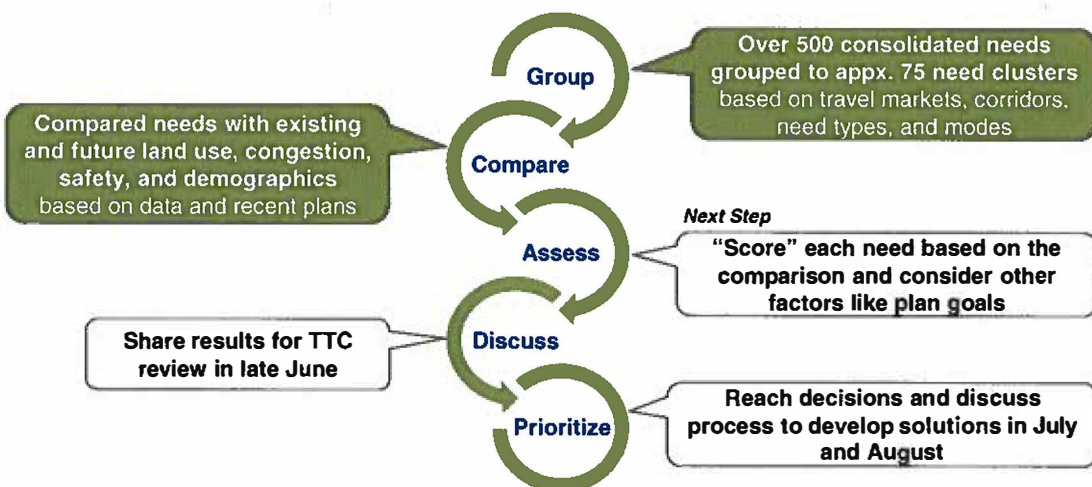 Group
Over 500 consolidated needs
grouped to appx. 75 need clusters
based on travel markets, corridors,
need types, and modes
Compared needs with existing
and future land use, congestion,
safety, and demographics
based on data and recent plans
Compare
Next Step
Assess
"Score" each need based on the
comparison and consider other
factors like plan goals
Share results for TTC
review in late June
Discuss
Prioritize
Reach decisions and discuss
process to develop solutions in July
and August